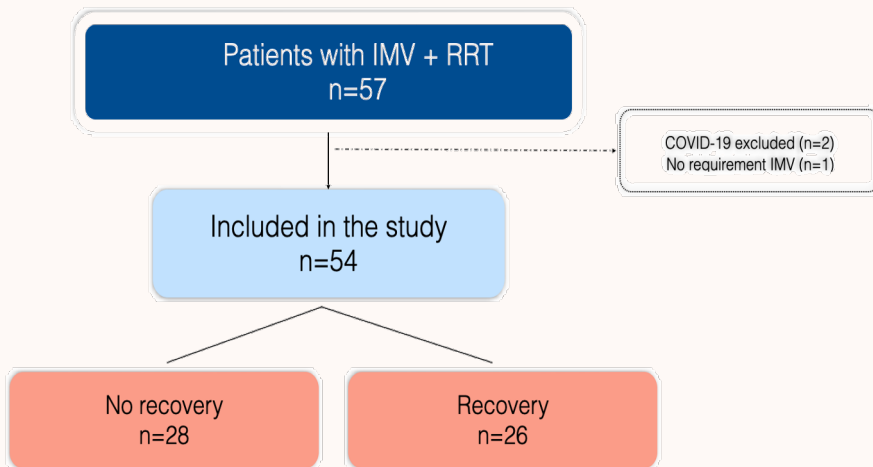 Patients with IMV + RRT
n=57
COVID-19 excluded (n=2)
No requirement IMV (n=1)
Included in the study
n=54
No recovery
n=28
Recovery
n=26